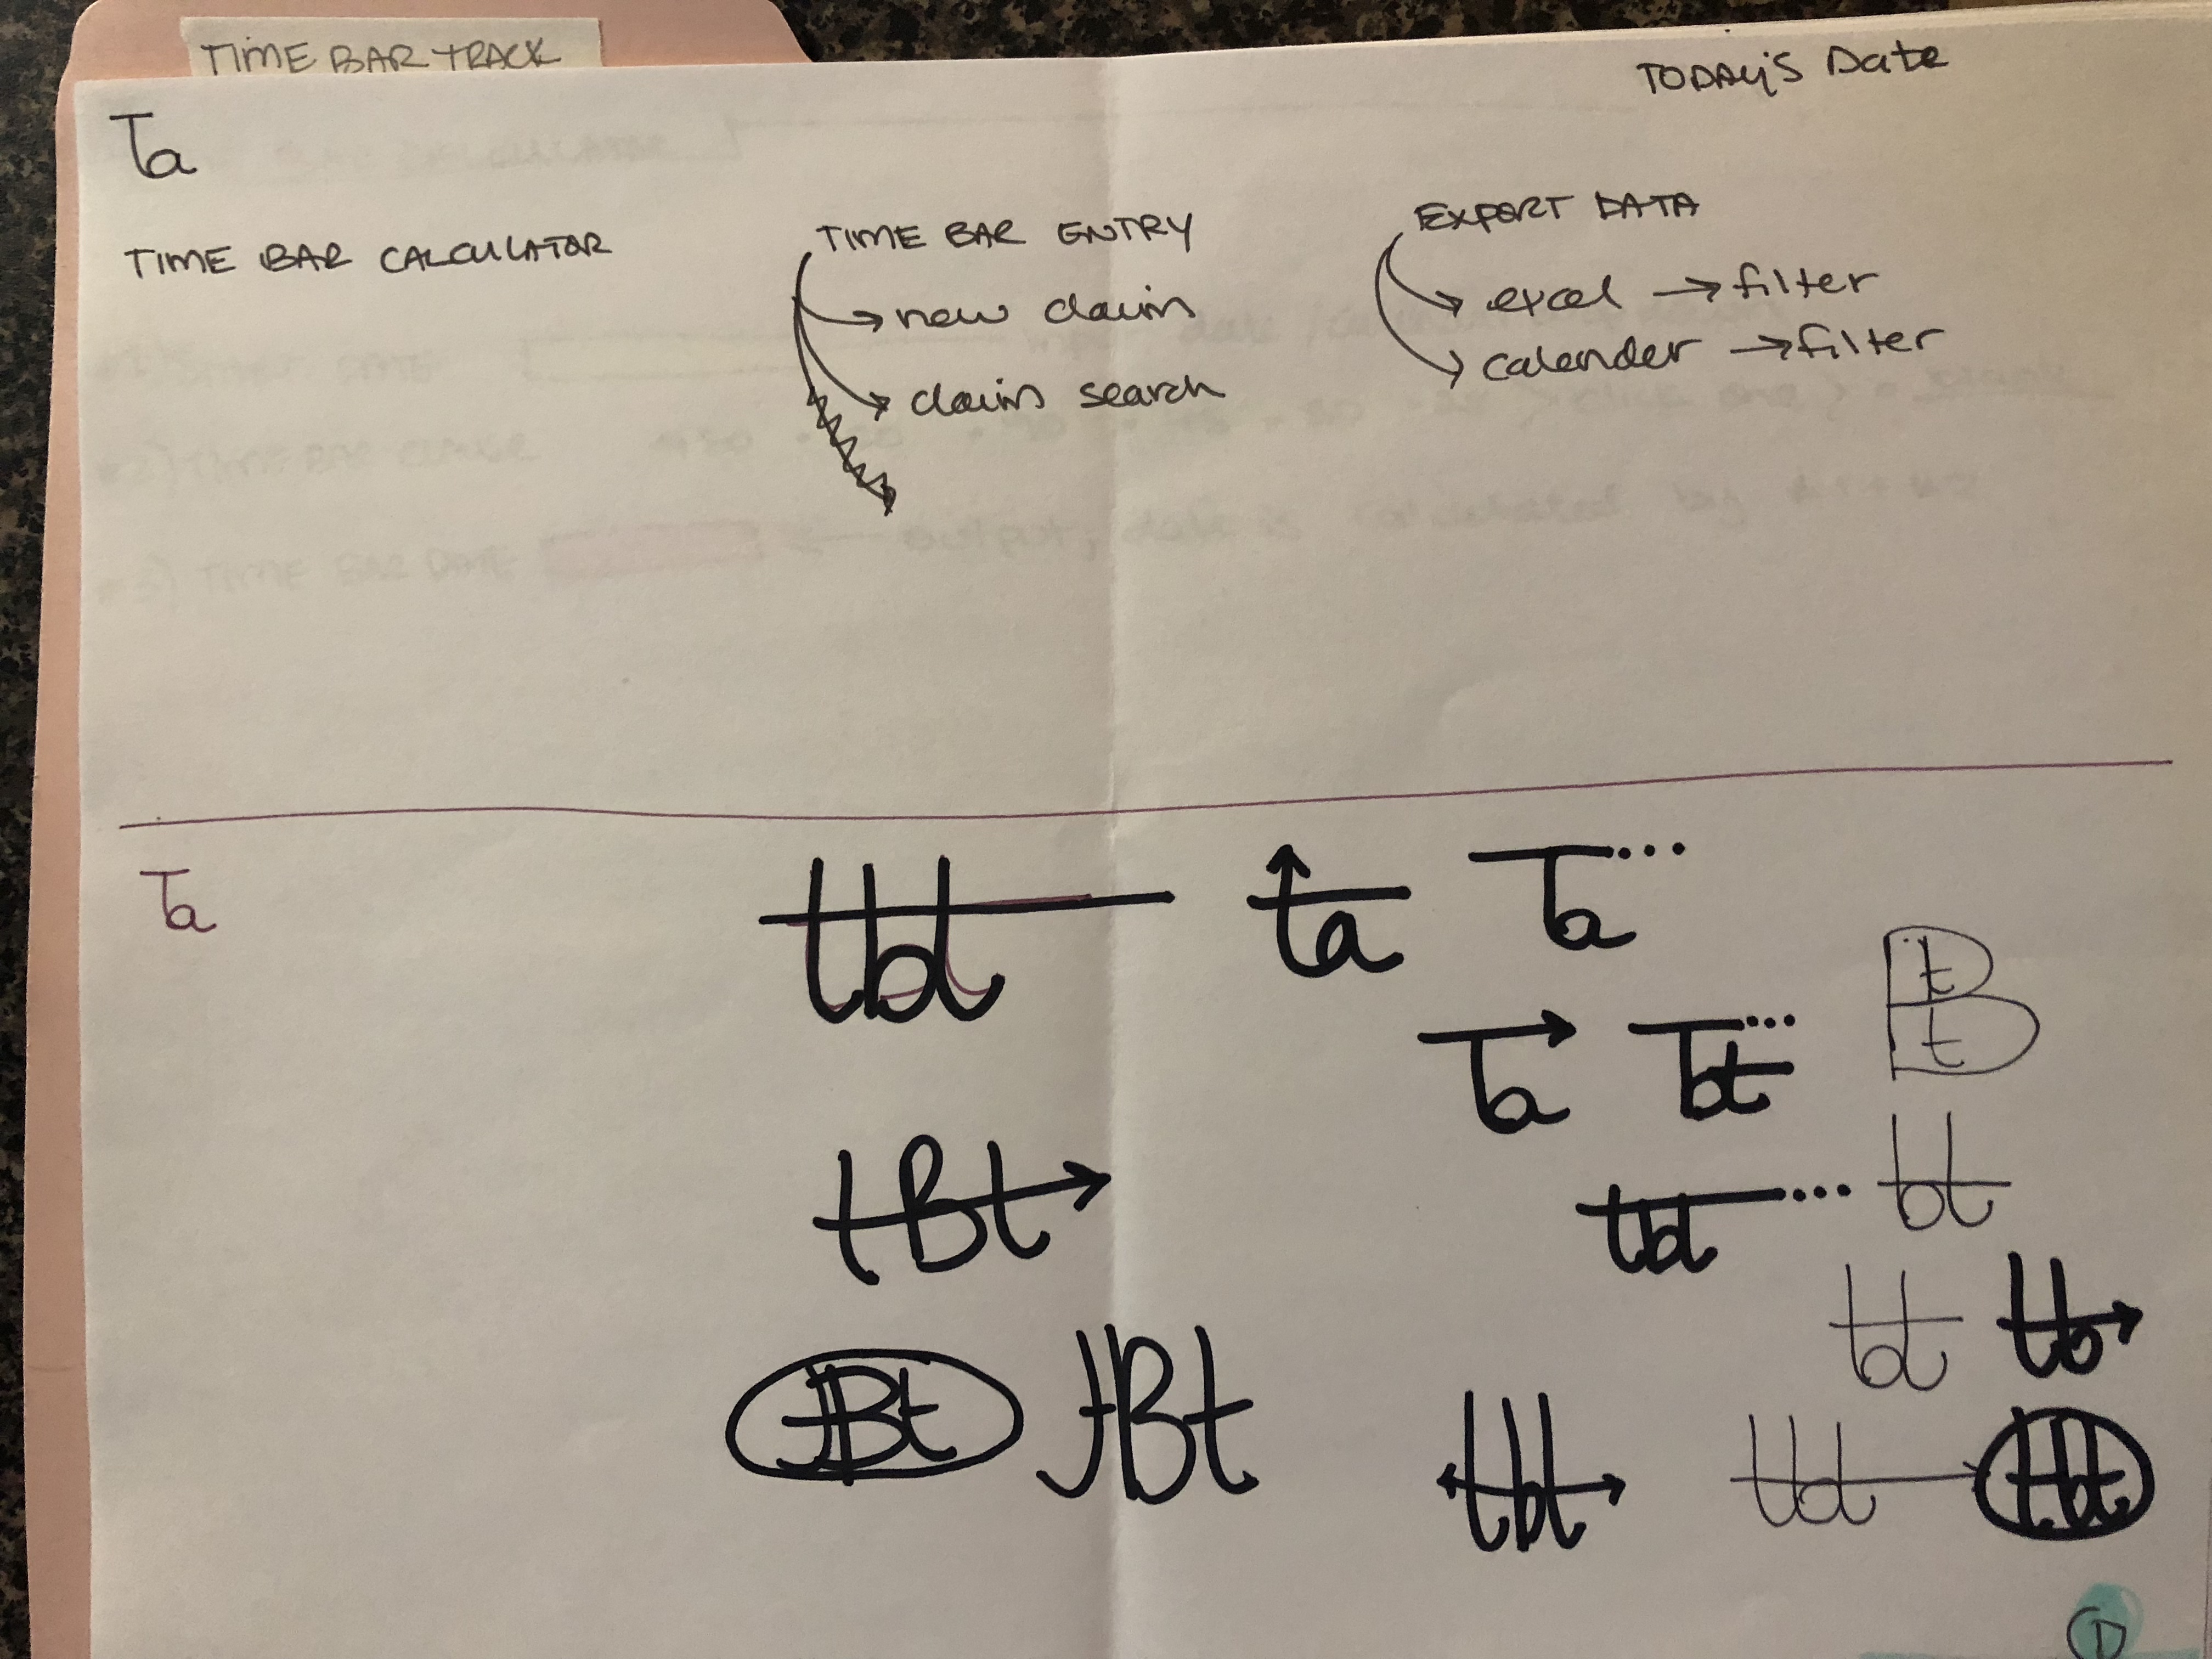 TIME BAR TRACK
TODAY'S Date
Ta
TIME BAR CALCULATOR
TIME BAR ENTRY
new claim
claim search
EXPORT DATA
excel → filter
calender → filter
Ta
tbt
ta
Ta...
Ta
Tbt...
B t t
tBt
tbt....
bt
tbt
tb
tBt
tBt
tbt
tbt
tbt
1